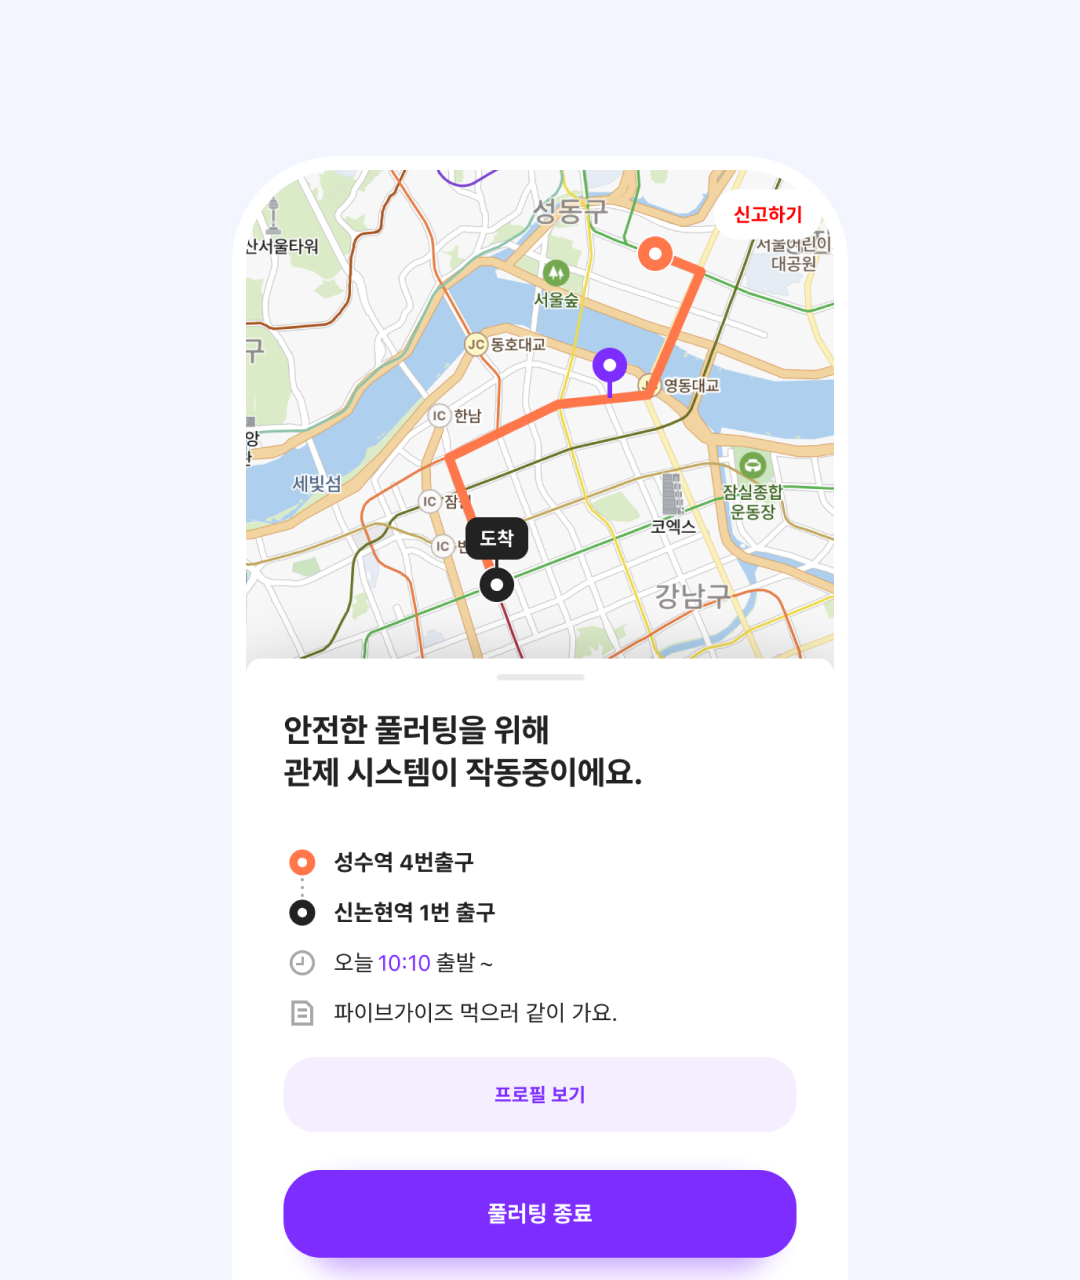 성동구
신고하기
산서울타워
서울어린이
대공원
서울숲
JC 동호대교
구
영동대교
IC 한남
앙
세빛섬
IC
잠실종합
운동장
코엑스
도착
IC
강남구
안전한 풀러팅을 위해
관제 시스템이 작동중이에요.
성수역 4번출구
신논현역 1번 출구
오늘 10:10 출발 ~
파이브가이즈 먹으러 같이 가요.
프로필 보기
풀러팅 종료